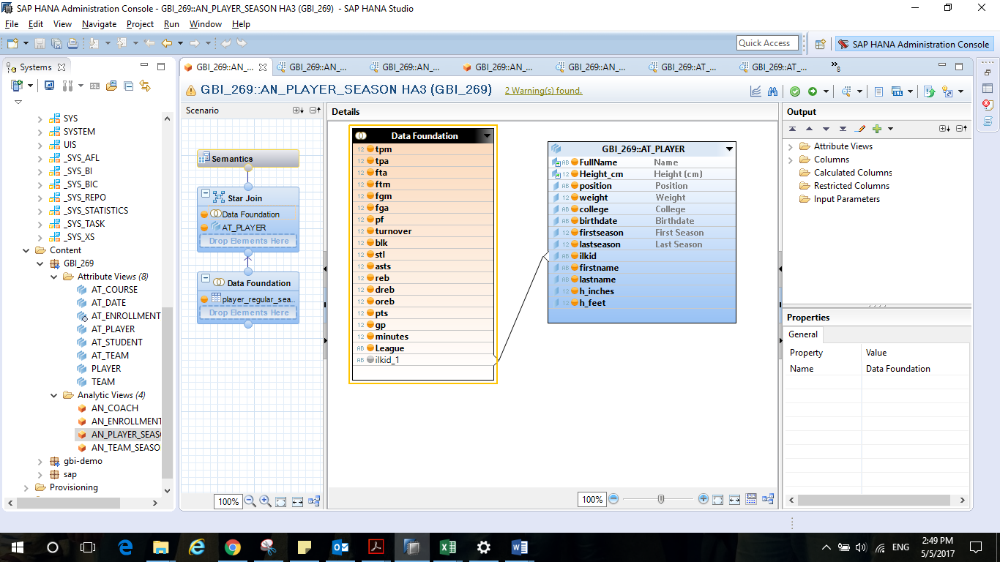 SAP HANA Administration Console - GBI_269::AN_PLAYER_SEASON HA3 (GBI_269) - SAP HANA Studio
File Edit View Navigate Project Run Window Help
Quick Access
SAP HANA Administration Console
Systems
SYS
SYSTEM
UIS
_SYS_AFL
_SYS_BI
_SYS_BIC
_SYS_REPO
_SYS_STATISTICS
_SYS_TASK
_SYS_XS
Content
GBI_269
Attribute Views (8)
AT_COURSE
AT_DATE
AT_ENROLLMENT
AT_PLAYER
AT_STUDENT
AT_TEAM
PLAYER
TEAM
Analytic Views (4)
AN_COACH
AN_ENROLLMENT
AN_PLAYER_SEASO
AN_TEAM_SEASO
gbi-demo
sap
Provisioning
GBI_269::AN_... GBI_269::AN_... GBI_269::AN_... GBI_269::AN_... GBI_269::AN_... GBI_269::AT_... GBI_269::AT_... »8
GBI_269::AN_PLAYER_SEASON HA3 (GBI_269) 2 Warning(s) found.
Scenario
Semantics
Star Join
Data Foundation
AT_PLAYER
Drop Elements Here
Data Foundation
player_regular_sea..
Drop Elements Here
100%
Details
Data Foundation
12 tpm
12 tpa
12 fta
12 ftm
12 fgm
12 fga
12 pf
12 turnover
12 blk
12 stl
12 asts
12 reb
12 dreb
12 oreb
12 pts
12 gp
12 minutes
AB League
AB ilkid_1
GBI_269::AT_PLAYER
AB FullName Name
12 Height_cm Height (cm)
AB position Position
12 weight Weight
AB college College
AB birthdate Birthdate
12 firstseason First Season
12 lastseason Last Season
AB ilkid
AB firstname
AB lastname
12 h_inches
12 h_feet
100%
Output
Attribute Views
Columns
Calculated Columns
Restricted Columns
Input Parameters
Properties
General
Property Value
Name Data Foundation
ENG
2:49 PM
5/5/2017